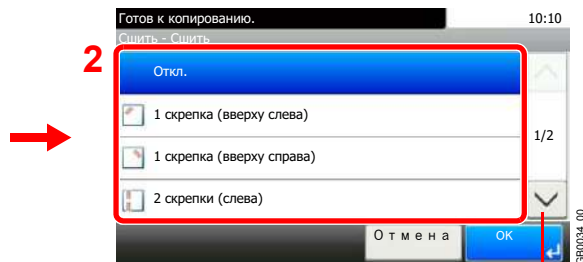 Готов к копированию. 10:10
Сшить - Сшить
2
Откл.
1 скрепка (вверху слева)
1 скрепка (вверху справа)
1/2
2 скрепки (слева)
Отмена OK
GB0034_00